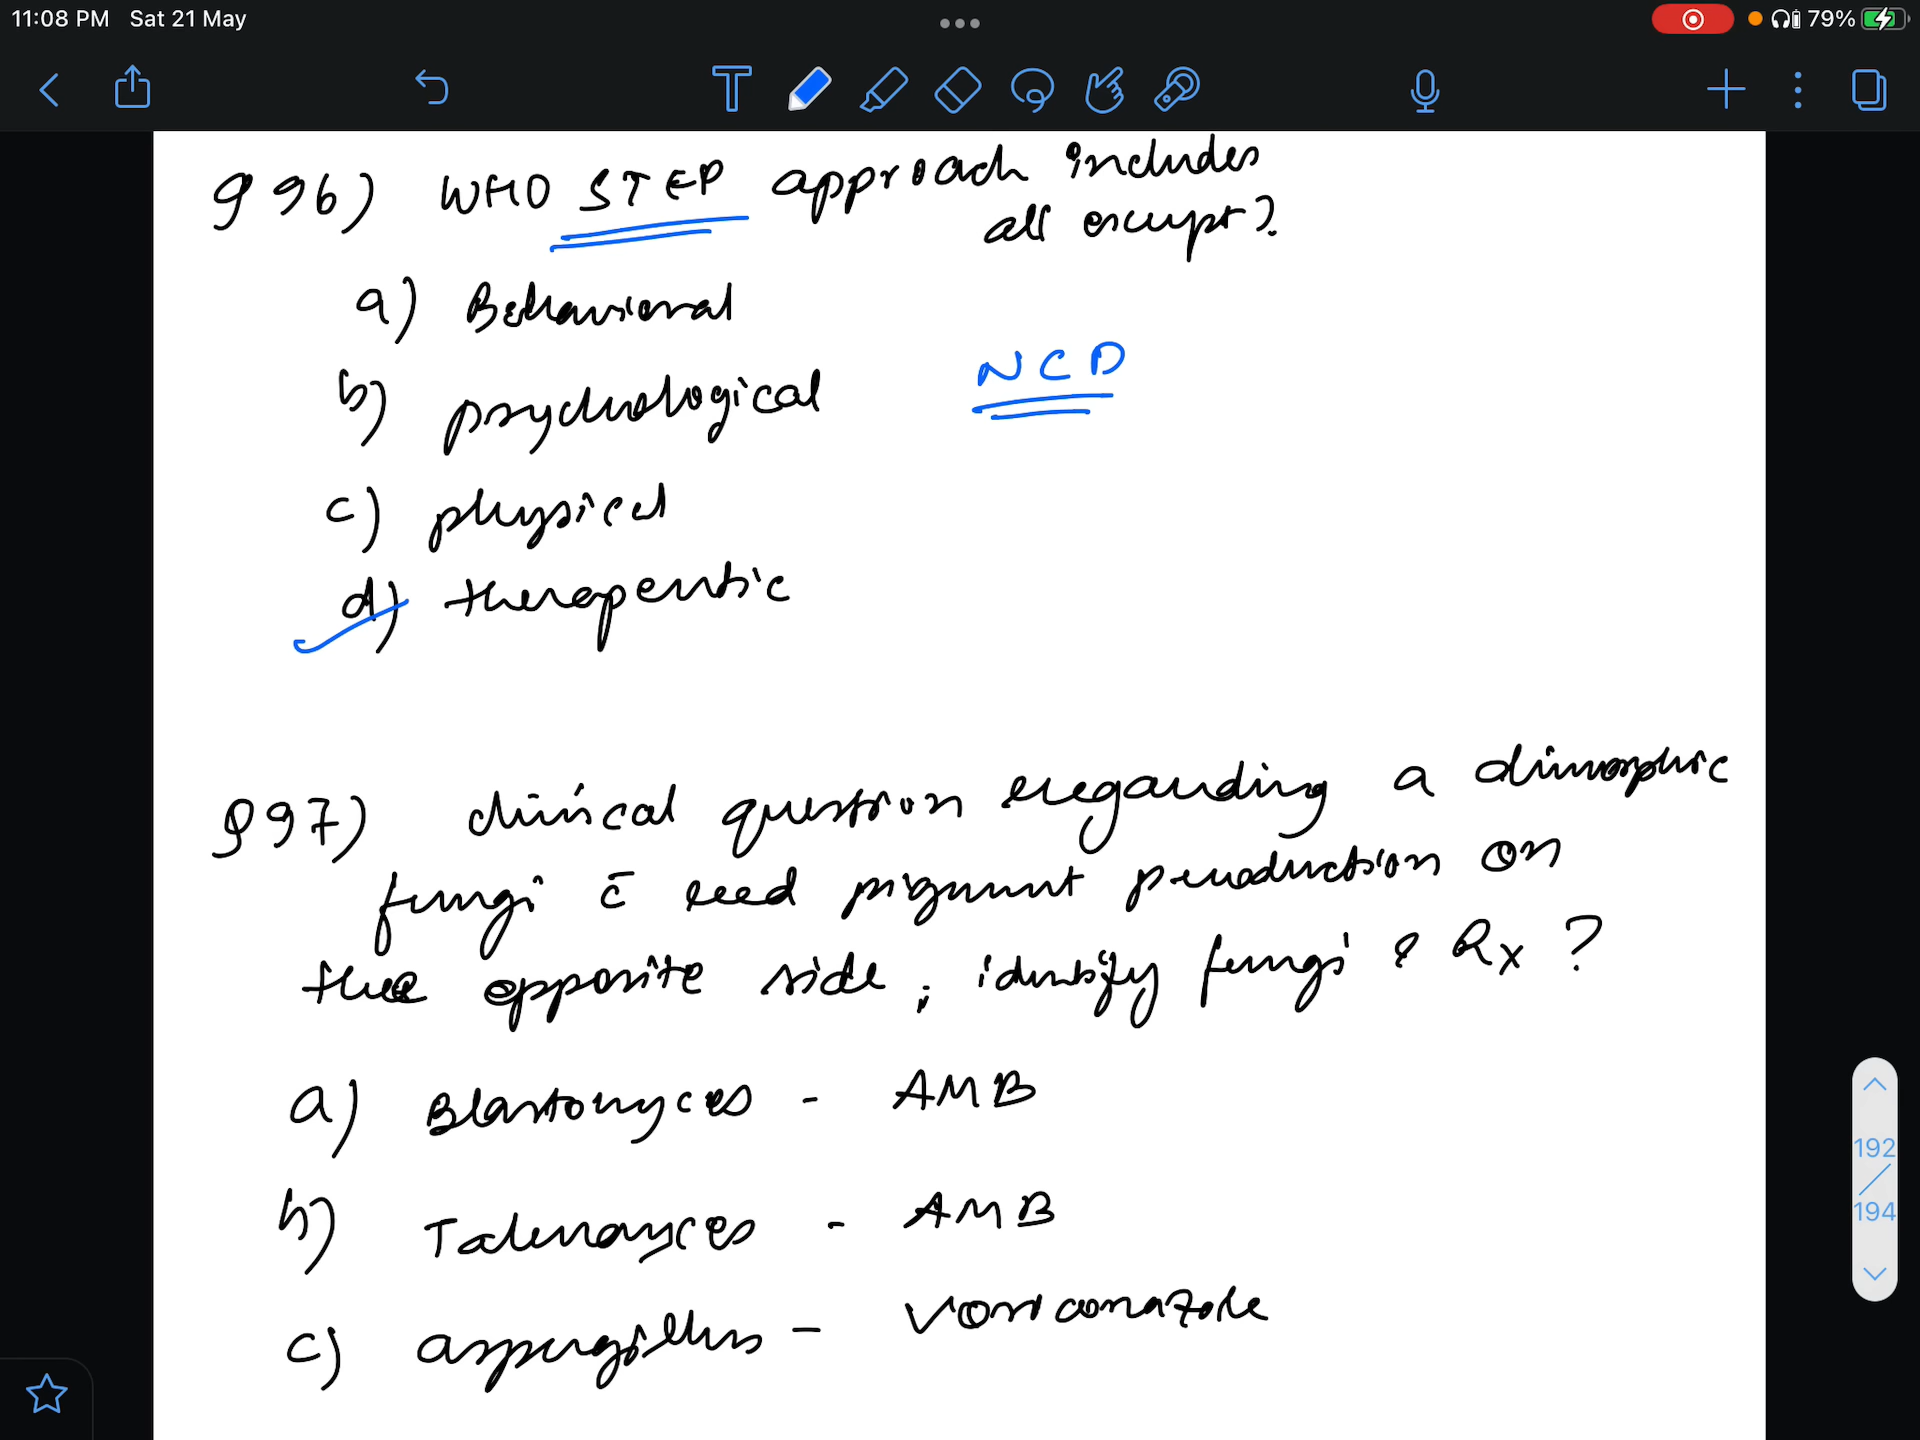 11:08 PM Sat 21 May
79%
996) WHO STEP approach includes
all except?
a) Behavioral
b) psychological
NCD
c) physical
d) therapeutic
997) clinical question regarding a dimorphic
fungi c̄ red pigment production on
the opposite side, identify fungi & Rx ?
a) Blastomyces - AMB
b) Talaromyces - AMB
c) aspergillus - Voriconazole
192
194